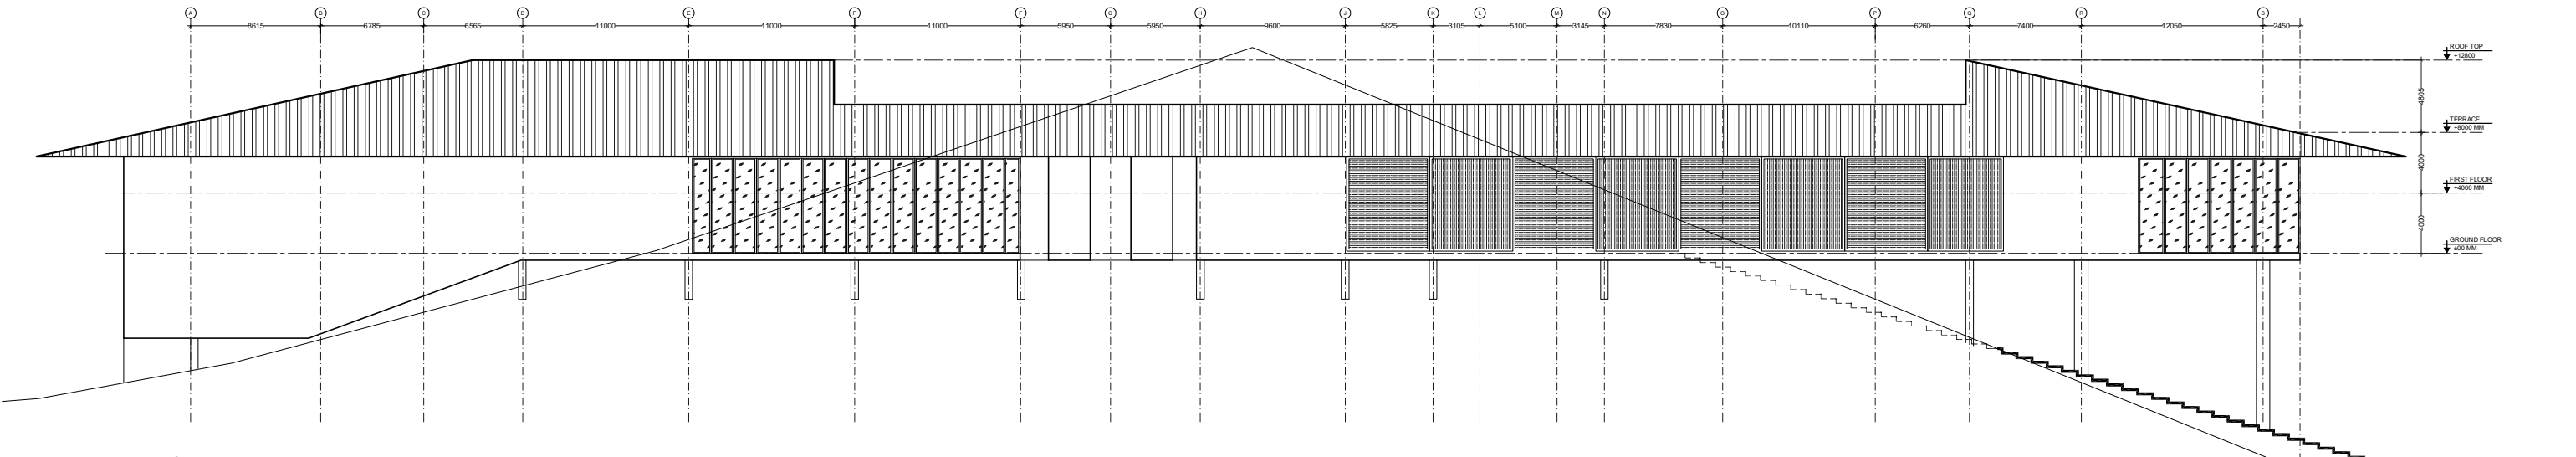 A B C D E F F G H J K L M N O P Q R S
8615 6785 6565 11000 11000 11000 5950 5950 9600 5825 3105 5100 3145 7830 10110 6260 7400 12050 2450
ROOF TOP
+12800
4805
TERRACE
+8000 MM
4000
FIRST FLOOR
+4000 MM
4000
GROUND FLOOR
±00 MM